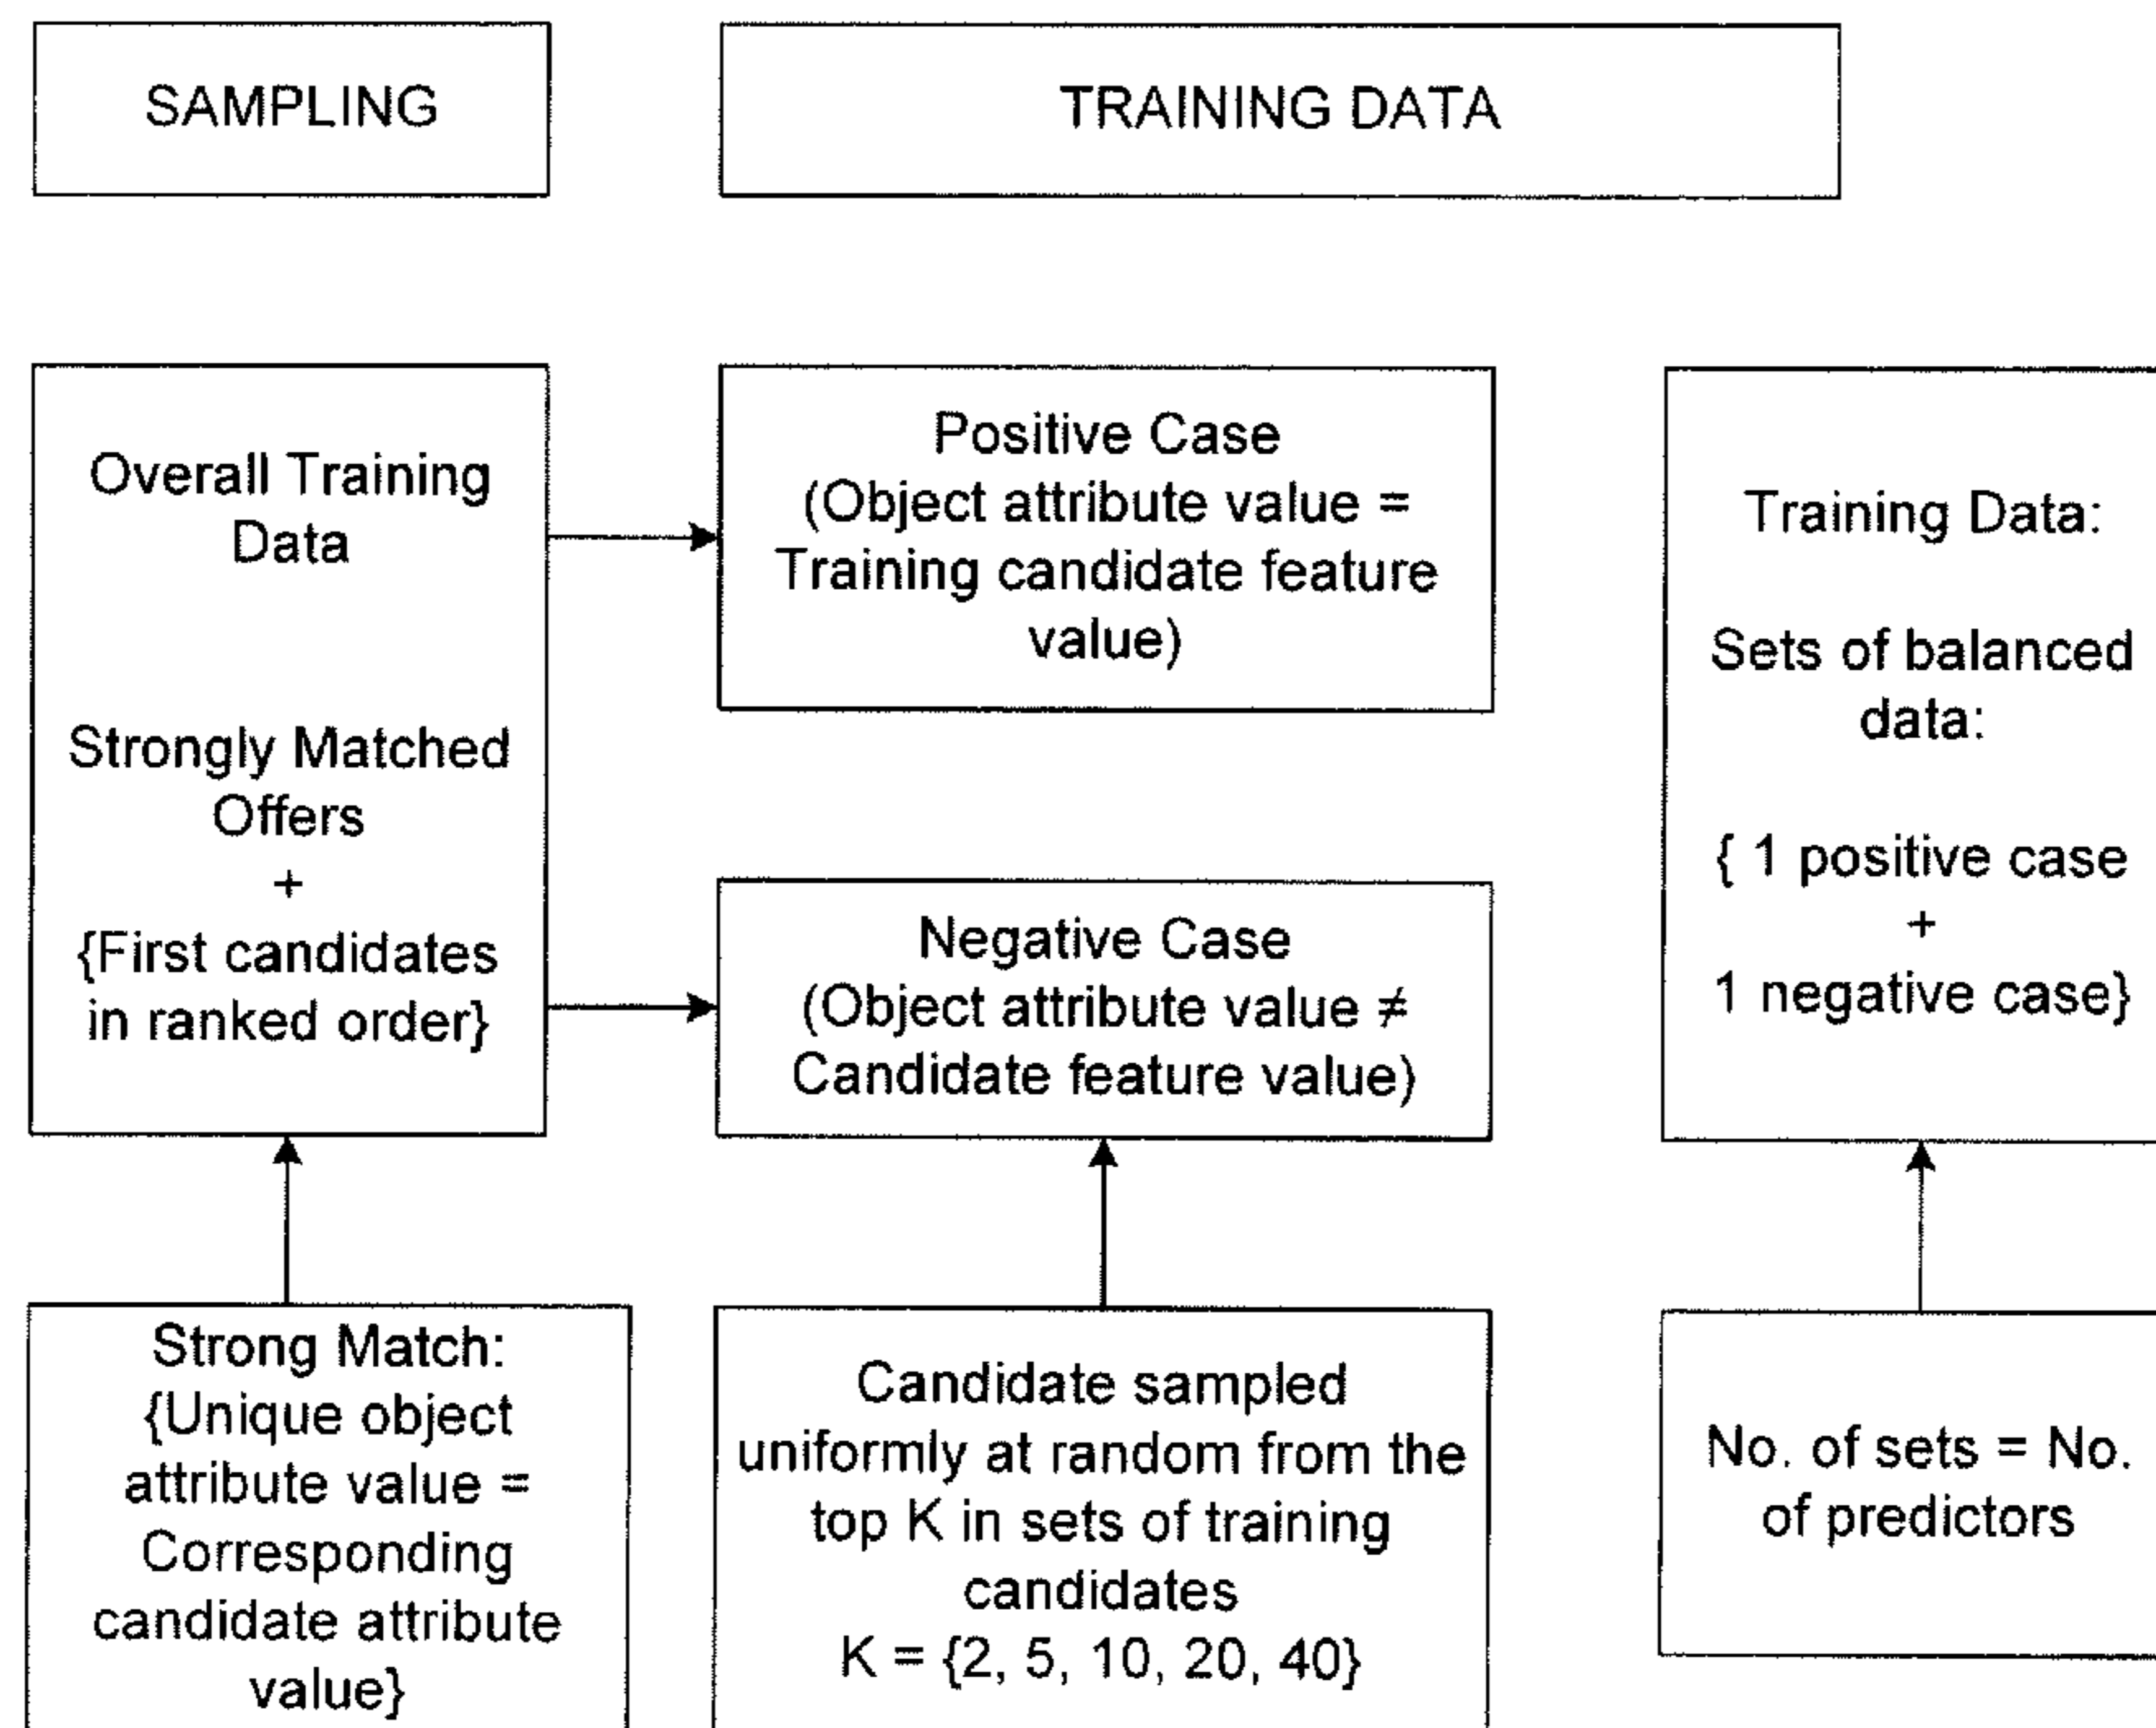 SAMPLING
TRAINING DATA
Overall Training
Data
Strongly Matched
Offers
+
{First candidates
in ranked order}
Positive Case
(Object attribute value =
Training candidate feature
value)
Negative Case
(Object attribute value ≠
Candidate feature value)
Training Data:
Sets of balanced
data:
{ 1 positive case
+
1 negative case}
Strong Match:
{Unique object
attribute value =
Corresponding
candidate attribute
value}
Candidate sampled
uniformly at random from the
top K in sets of training
candidates
K = {2, 5, 10, 20, 40}
No. of sets = No.
of predictors